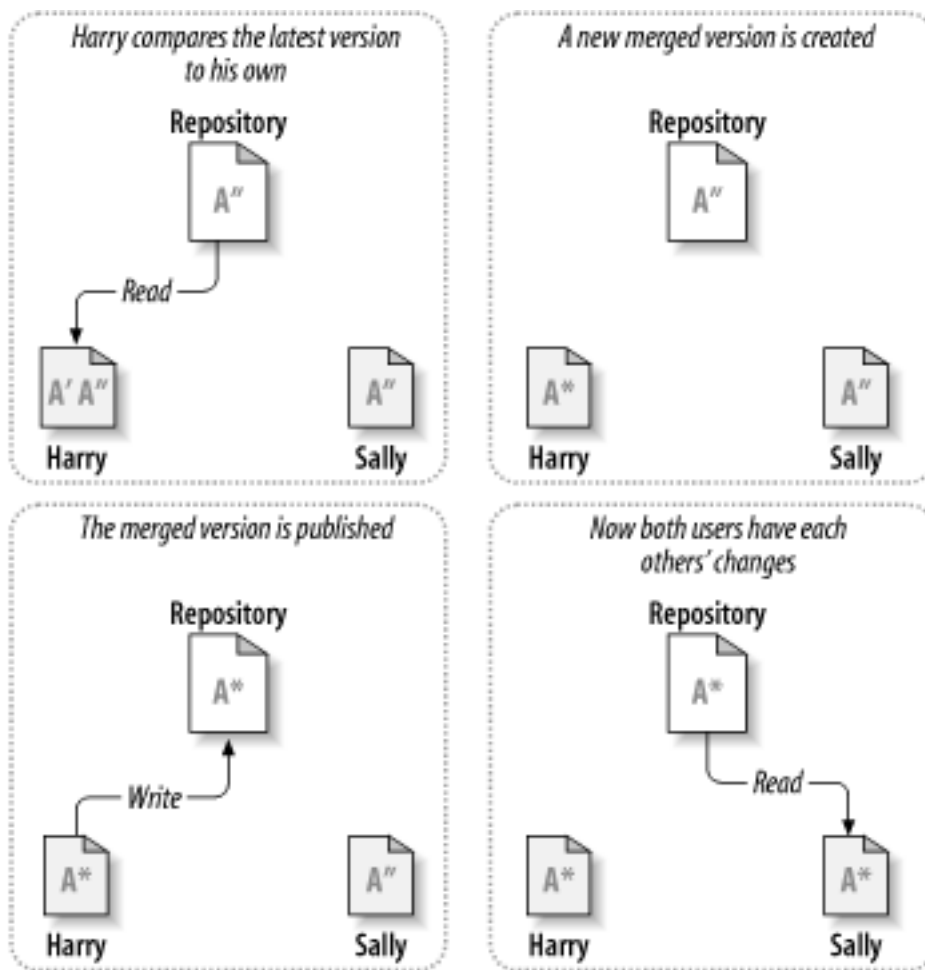 Harry compares the latest version
to his own
Repository
A″
Read
A′ A″
A″
Harry
Sally
A new merged version is created
Repository
A″
A*
A″
Harry
Sally
The merged version is published
Repository
A*
Write
A*
A″
Harry
Sally
Now both users have each
others’ changes
Repository
A*
Read
A*
A*
Harry
Sally